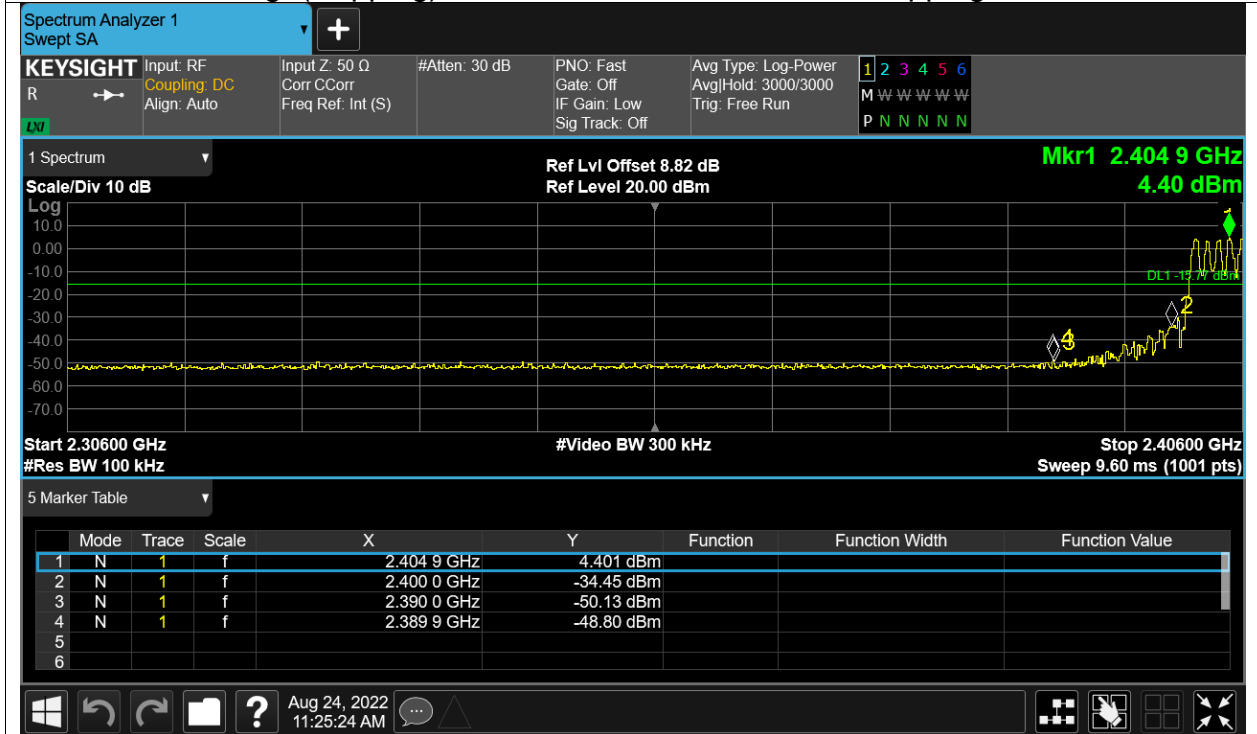 Spectrum Analyzer 1
Swept SA
+
KEYSIGHT
R
LXI
Input: RF
Coupling: DC
Align: Auto
Input Z: 50 Ω
Corr CCorr
Freq Ref: Int (S)
#Atten: 30 dB
PNO: Fast
Gate: Off
IF Gain: Low
Sig Track: Off
Avg Type: Log-Power
Avg|Hold: 3000/3000
Trig: Free Run
1 2 3 4 5 6
M W W W W W
P N N N N N
1 Spectrum
Scale/Div 10 dB
Ref Lvl Offset 8.82 dB
Ref Level 20.00 dBm
Mkr1 2.404 9 GHz
4.40 dBm
Log
10.0
0.00
-10.0
-20.0
-30.0
-40.0
-50.0
-60.0
-70.0
DL1 -15.77 dBm
2
Start 2.30600 GHz
#Res BW 100 kHz
#Video BW 300 kHz
Stop 2.40600 GHz
Sweep 9.60 ms (1001 pts)
5 Marker Table
Mode Trace Scale X Y Function Function Width Function Value
1 N 1 f 2.404 9 GHz 4.401 dBm
2 N 1 f 2.400 0 GHz -34.45 dBm
3 N 1 f 2.390 0 GHz -50.13 dBm
4 N 1 f 2.389 9 GHz -48.80 dBm
5
6
?
Aug 24, 2022
11:25:24 AM